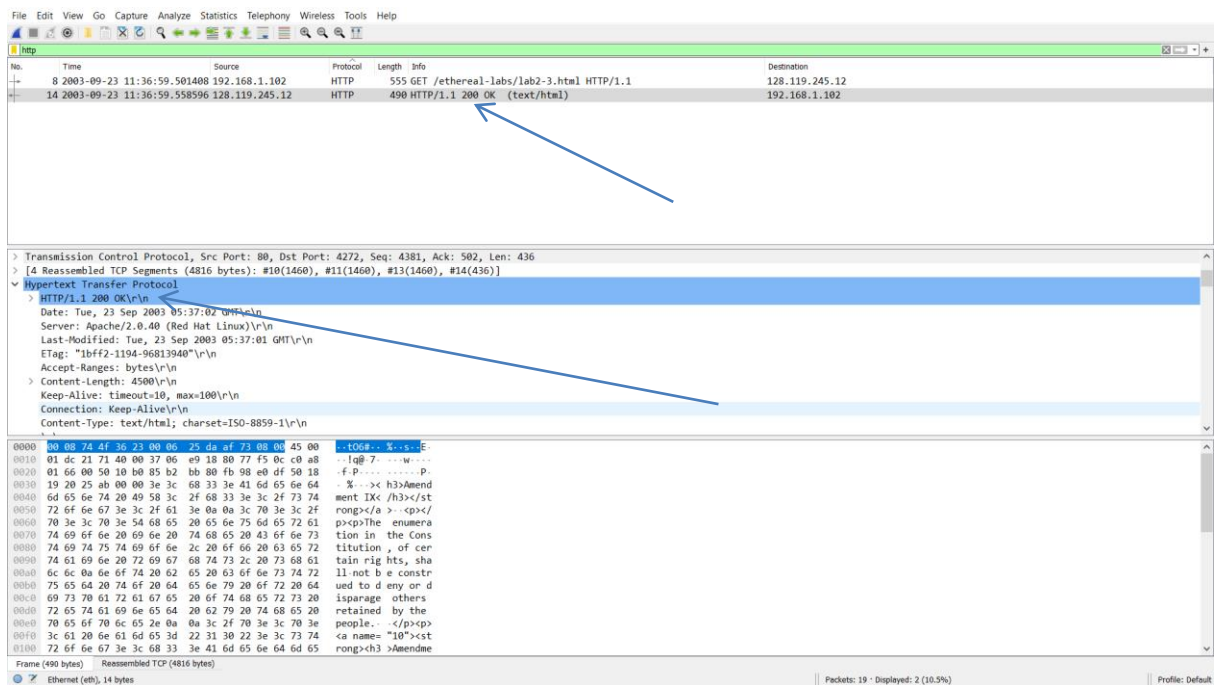 File Edit View Go Capture Analyze Statistics Telephony Wireless Tools Help
http
No. Time Source Protocol Length Info Destination
8 2003-09-23 11:36:59.501408 192.168.1.102 HTTP 555 GET /ethereal-labs/lab2-3.html HTTP/1.1 128.119.245.12
14 2003-09-23 11:36:59.558596 128.119.245.12 HTTP 490 HTTP/1.1 200 OK (text/html) 192.168.1.102
> Transmission Control Protocol, Src Port: 80, Dst Port: 4272, Seq: 4381, Ack: 502, Len: 436
> [4 Reassembled TCP Segments (4816 bytes): #10(1460), #11(1460), #13(1460), #14(436)]
Hypertext Transfer Protocol
> HTTP/1.1 200 OK\r\n
Date: Tue, 23 Sep 2003 05:37:02 GMT\r\n
Server: Apache/2.0.40 (Red Hat Linux)\r\n
Last-Modified: Tue, 23 Sep 2003 05:37:01 GMT\r\n
ETag: "1bff2-1194-96813940"\r\n
Accept-Ranges: bytes\r\n
> Content-Length: 4500\r\n
Keep-Alive: timeout=10, max=100\r\n
Connection: Keep-Alive\r\n
Content-Type: text/html; charset=ISO-8859-1\r\n
0000 00 08 74 4f 36 23 00 06 25 da af 73 08 00 45 00 ··tO6#·· %··s··E·
0010 01 dc 21 71 40 00 37 06 e9 18 80 77 f5 0c c0 a8 ··!q@·7· ···w····
0020 01 66 00 50 10 b0 85 b2 bb 80 fb 98 e0 df 50 18 ·f·P···· ······P·
0030 19 20 25 ab 00 00 3e 3c 68 33 3e 41 6d 65 6e 64 · %···>< h3>Amend
0040 6d 65 6e 74 20 49 58 3c 2f 68 33 3e 3c 2f 73 74 ment IX< /h3></st
0050 72 6f 6e 67 3e 3c 2f 61 3e 0a 0a 3c 70 3e 3c 2f rong></a >··<p></
0060 70 3e 3c 70 3e 54 68 65 20 65 6e 75 6d 65 72 61 p><p>The enumera
0070 74 69 6f 6e 20 69 6e 20 74 68 65 20 43 6f 6e 73 tion in the Cons
0080 74 69 74 75 74 69 6f 6e 2c 20 6f 66 20 63 65 72 titution , of cer
0090 74 61 69 6e 20 72 69 67 68 74 73 2c 20 73 68 61 tain rig hts, sha
00a0 6c 6c 0a 6e 6f 74 20 62 65 20 63 6f 6e 73 74 72 ll·not b e constr
00b0 75 65 64 20 74 6f 20 64 65 6e 79 20 6f 72 20 64 ued to d eny or d
00c0 69 73 70 61 72 61 67 65 20 6f 74 68 65 72 73 20 isparage others
00d0 72 65 74 61 69 6e 65 64 20 62 79 20 74 68 65 20 retained by the
00e0 70 65 6f 70 6c 65 2e 0a 0a 3c 2f 70 3e 3c 70 3e people.· ·</p><p>
00f0 3c 61 20 6e 61 6d 65 3d 22 31 30 22 3e 3c 73 74 <a name= "10"><st
0100 72 6f 6e 67 3e 3c 68 33 3e 41 6d 65 6e 64 6d 65 rong><h3 >Amendme
Frame (490 bytes) Reassembled TCP (4816 bytes)
Ethernet (eth), 14 bytes Packets: 19 · Displayed: 2 (10.5%) Profile: Default